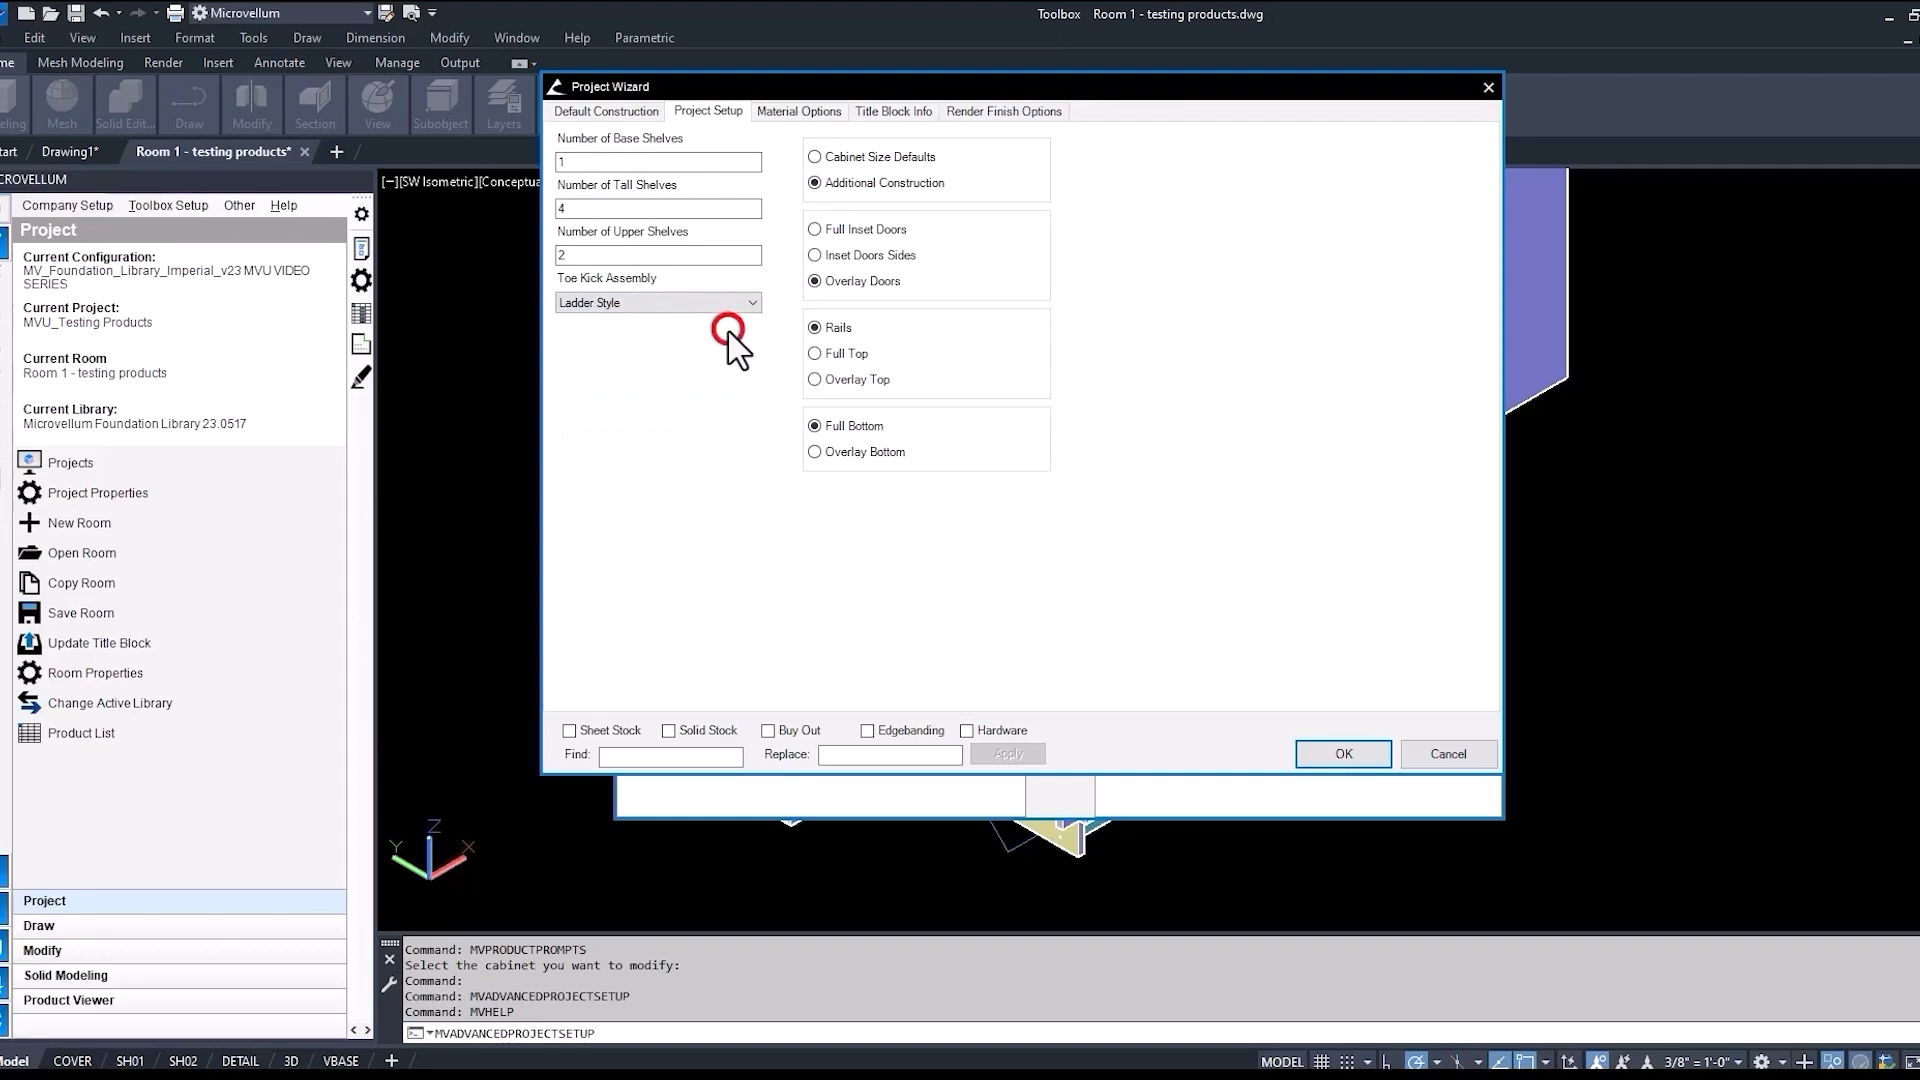 Microvellum
Toolbox Room 1 - testing products.dwg
Edit View Insert Format Tools Draw Dimension Modify Window Help Parametric
me Mesh Modeling Render Insert Annotate View Manage Output
eling Mesh Solid Edit... Draw Modify Section View Subobject Layers
tart Drawing1* Room 1 - testing products*
CROVELLUM
[−][SW Isometric][Conceptua
Company Setup Toolbox Setup Other Help
Project
Current Configuration:
MV_Foundation_Library_Imperial_v23 MVU VIDEO
SERIES
Current Project:
MVU_Testing Products
Current Room
Room 1 - testing products
Current Library:
Microvellum Foundation Library 23.0517
Projects
Project Properties
New Room
Open Room
Copy Room
Save Room
Update Title Block
Room Properties
Change Active Library
Product List
Project
Draw
Modify
Solid Modeling
Product Viewer
Project Wizard
Default Construction Project Setup Material Options Title Block Info Render Finish Options
Number of Base Shelves
1
Number of Tall Shelves
4
Number of Upper Shelves
2
Toe Kick Assembly
Ladder Style
Cabinet Size Defaults
Additional Construction
Full Inset Doors
Inset Doors Sides
Overlay Doors
Rails
Full Top
Overlay Top
Full Bottom
Overlay Bottom
Sheet Stock Solid Stock Buy Out Edgebanding Hardware
Find: Replace: Apply OK Cancel
Z
Y X
Command: MVPRODUCTPROMPTS
Select the cabinet you want to modify:
Command:
Command: MVADVANCEDPROJECTSETUP
Command: MVHELP
MVADVANCEDPROJECTSETUP
Model COVER SH01 SH02 DETAIL 3D VBASE
MODEL 3/8" = 1'-0"